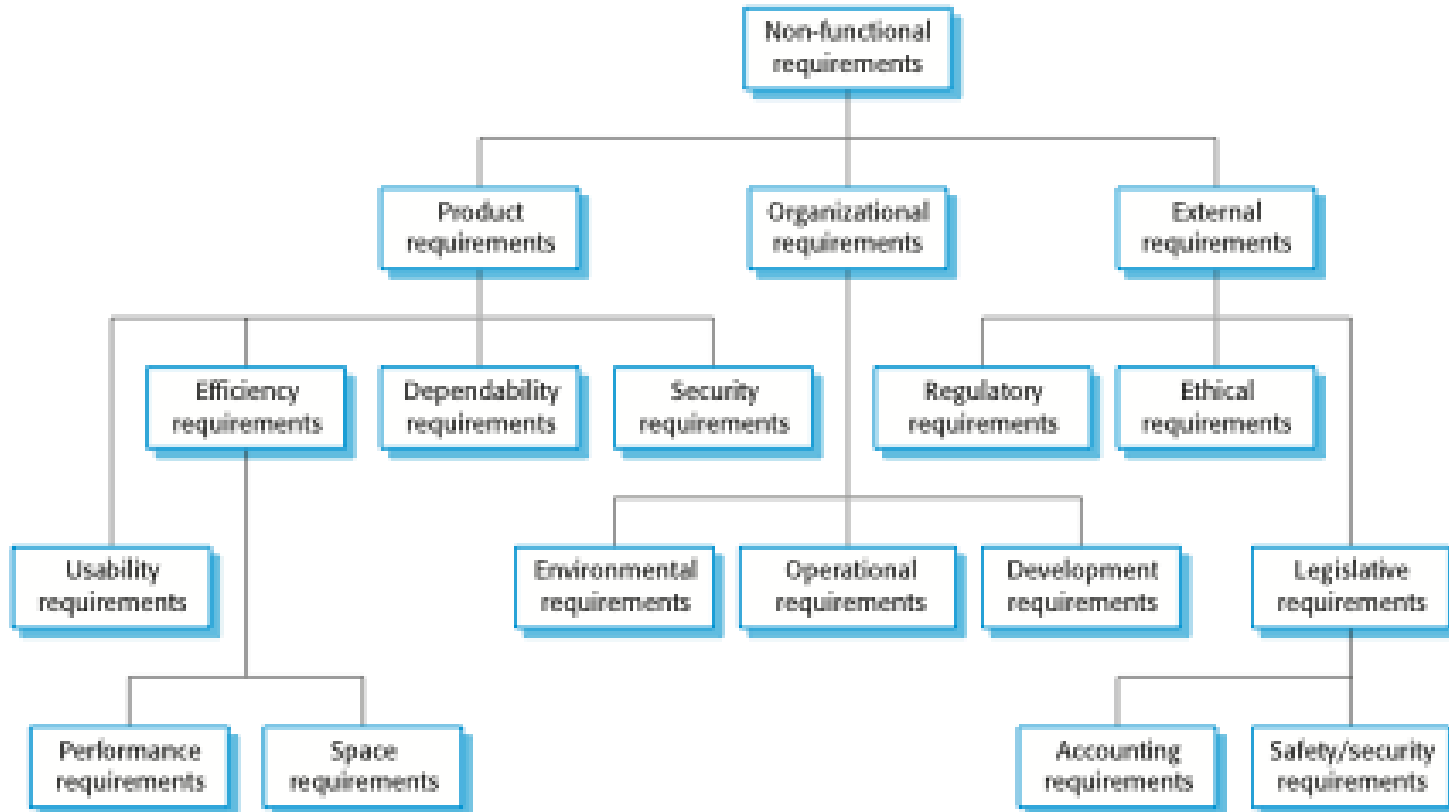 Non-functional
requirements
Product
requirements
Organizational
requirements
External
requirements
Efficiency
requirements
Dependability
requirements
Security
requirements
Regulatory
requirements
Ethical
requirements
Usability
requirements
Environmental
requirements
Operational
requirements
Development
requirements
Legislative
requirements
Performance
requirements
Space
requirements
Accounting
requirements
Safety/security
requirements